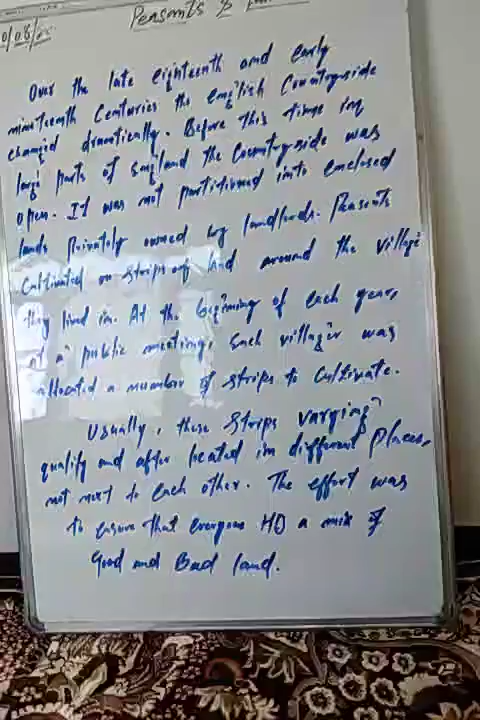 Peasants &
0/08/
Over the late eighteenth and early
nineteenth Centuries the english Countryside
changed dramatically. Before this time in
large parts of England the Countryside was
open. It was not partitioned into enclosed
lands Privately owned by landlords. Peasants
Cultivated on strips of land around the village
they lived in. At the beginning of each year,
at a public meeting, each villager was
allocated a number of strips to Cultivate.
Usually, these strips varying
quality and often located in different Places,
not next to each other. The effort was
to ensure that everyone HD a mix of
Good and Bad land.